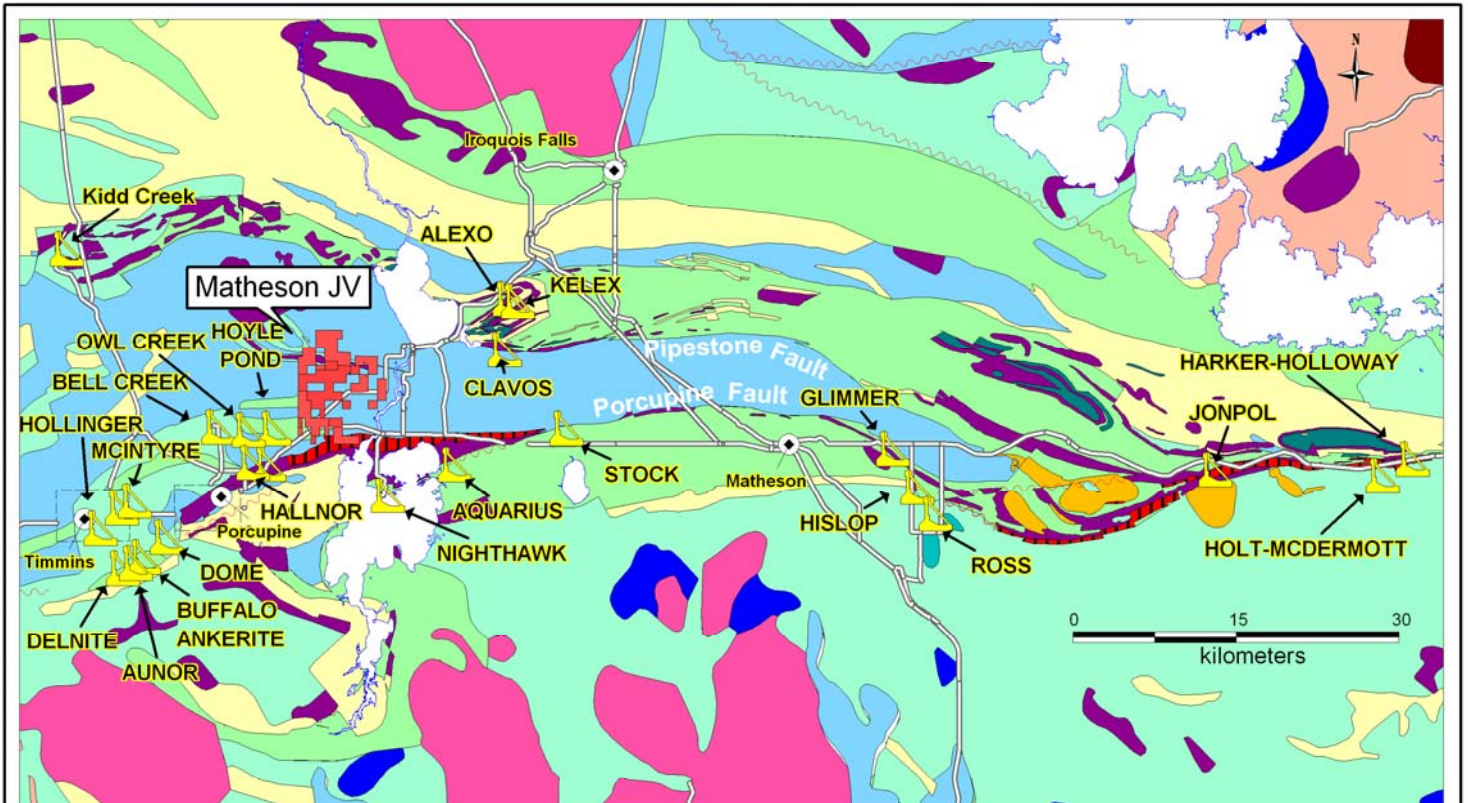 N
Iroquois Falls
Kidd Creek
ALEXO
KELEX
Matheson JV
OWL CREEK
HOYLE
POND
BELL CREEK
CLAVOS
Pipestone Fault
Porcupine Fault
HARKER-HOLLOWAY
GLIMMER
JONPOL
HOLLINGER
MCINTYRE
STOCK
Matheson
HALLNOR
Porcupine
AQUARIUS
HISLOP
NIGHTHAWK
ROSS
HOLT-MCDERMOTT
Timmins
DOME
BUFFALO
ANKERITE
DELNITE
AUNOR
0 15 30
kilometers